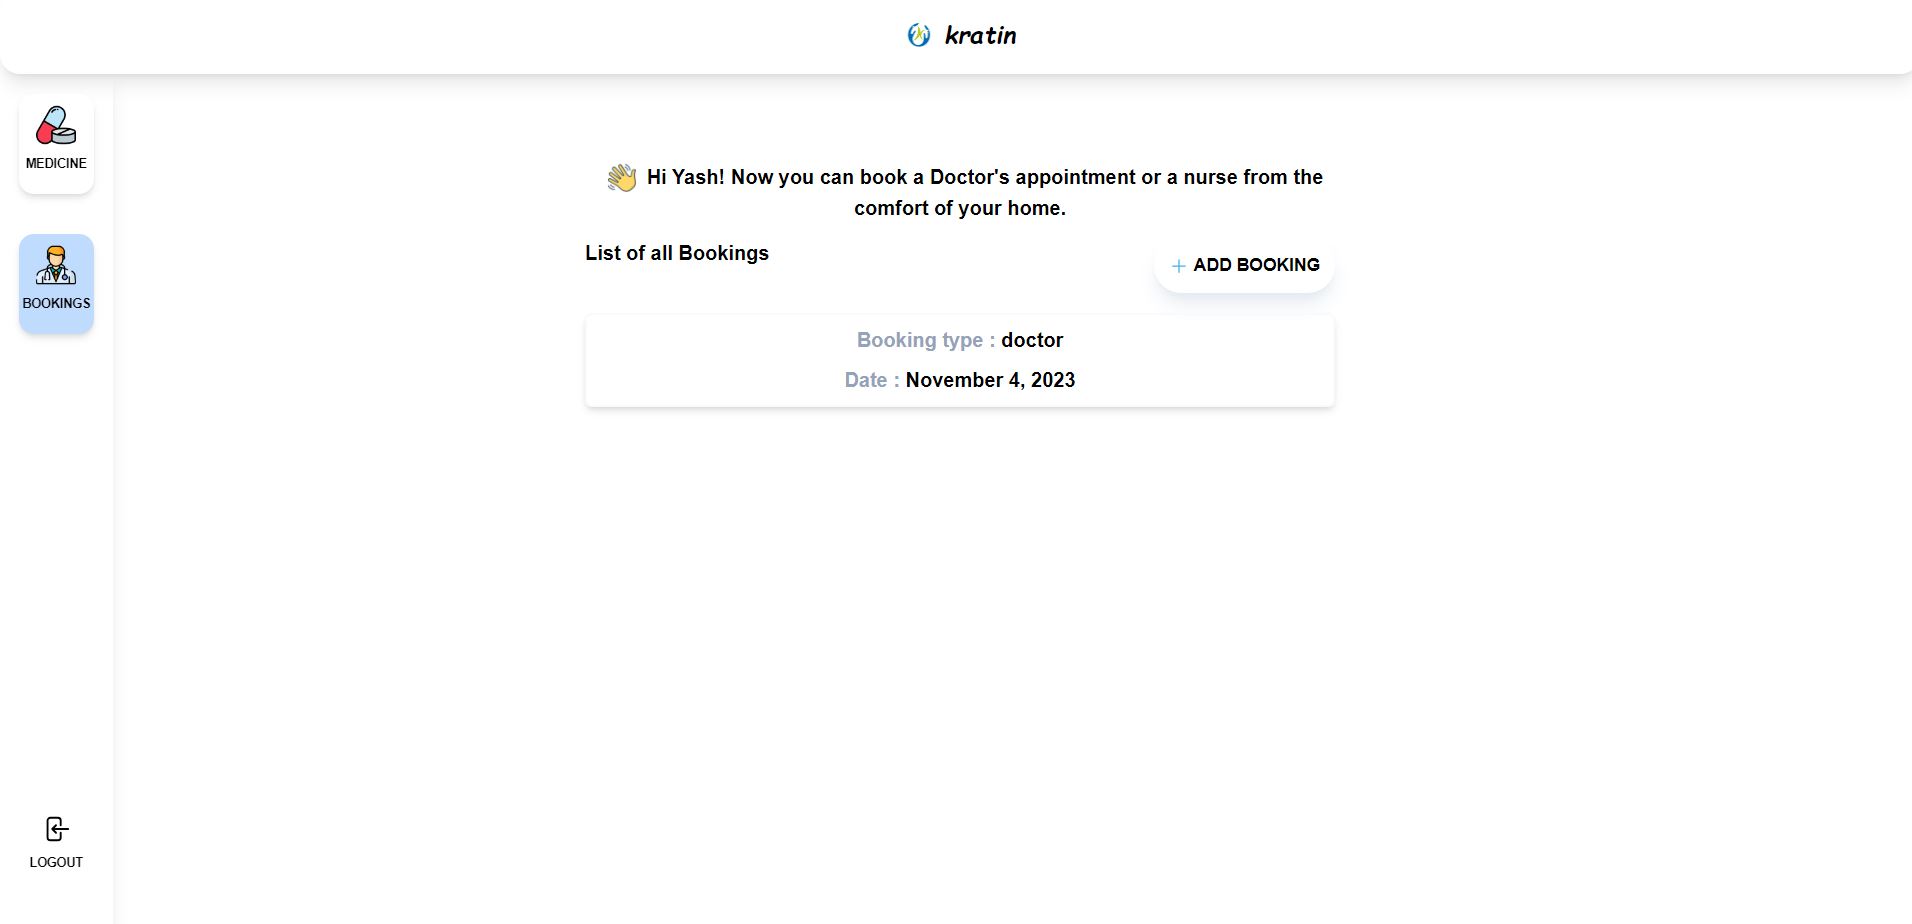 kratin
MEDICINE
BOOKINGS
LOGOUT
Hi Yash! Now you can book a Doctor's appointment or a nurse from the
comfort of your home.
List of all Bookings
ADD BOOKING
Booking type : doctor
Date : November 4, 2023